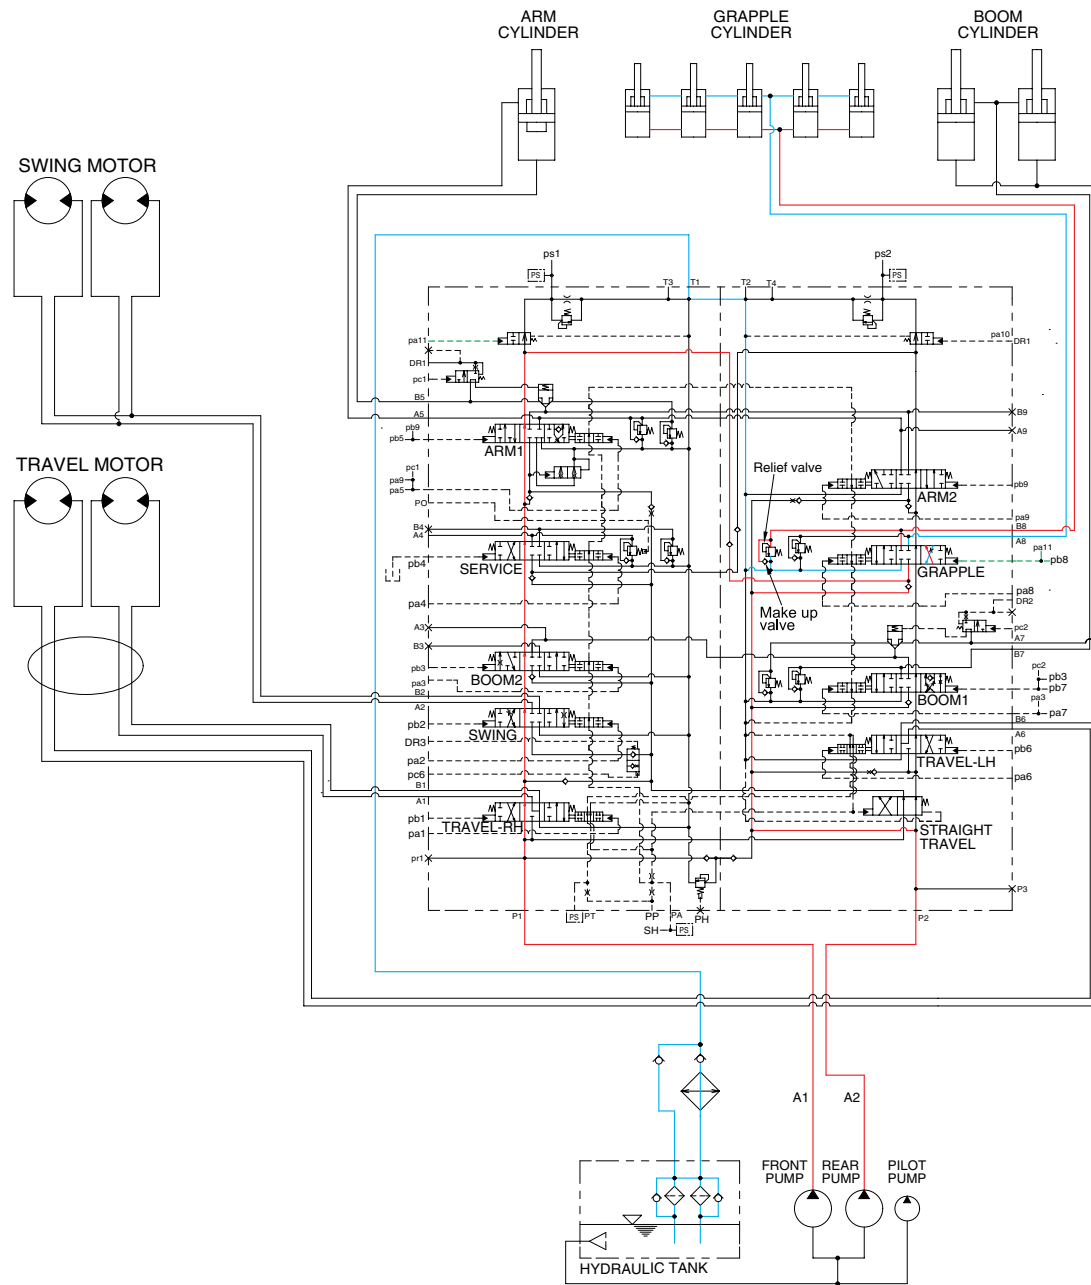 ARM
CYLINDER
GRAPPLE
CYLINDER
BOOM
CYLINDER
SWING MOTOR
TRAVEL MOTOR
ps1
PS
ps2
PS
T3
T1
T2
T4
pa11
DR1
pc1
B5
A5
pb9
pb5
ARM1
pc1
pa9
pa5
PO
B4
A4
pb4
SERVICE
pa4
A3
B3
pb3
BOOM2
pa3
B2
A2
pb2
SWING
DR3
pa2
pc6
B1
A1
pb1
TRAVEL-RH
pa1
pr1
pa10
DR1
B9
A9
Relief valve
ARM2
pb9
pa9
B8
A8
pa11
pb8
GRAPPLE
Make up
valve
pa8
DR2
pc2
A7
B7
pc2
pb3
pb7
BOOM1
pa3
pa7
B6
A6
pb6
TRAVEL-LH
pa6
STRAIGHT
TRAVEL
P3
P1
PS
PT
PP
PA
PH
P2
SH
PS
A1
A2
FRONT
PUMP
REAR
PUMP
PILOT
PUMP
HYDRAULIC TANK